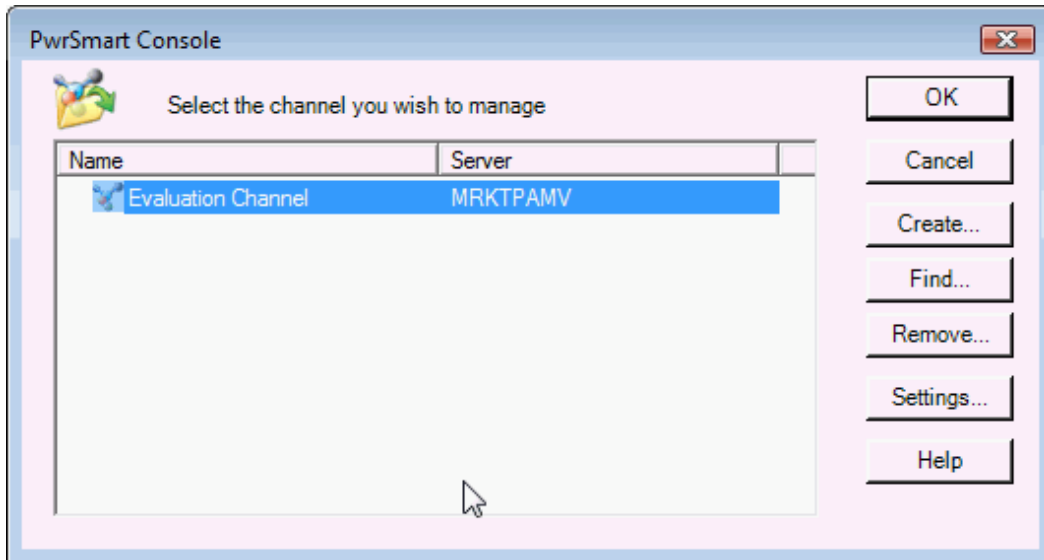 PwrSmart Console
Select the channel you wish to manage
Name Server
Evaluation Channel MRKTPAMV
OK
Cancel
Create...
Find...
Remove...
Settings...
Help